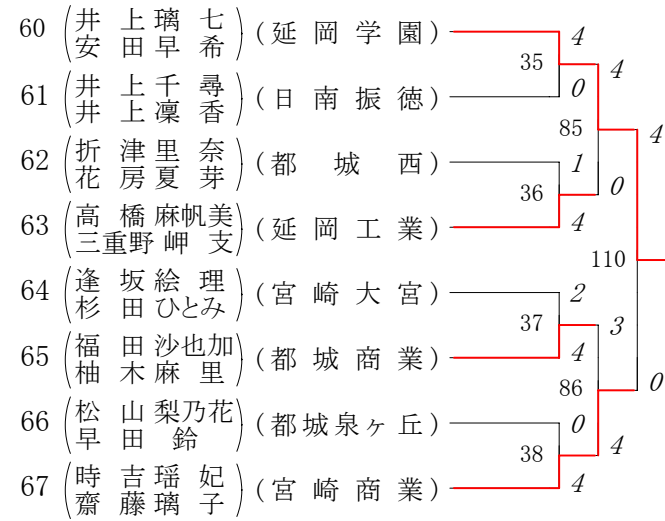 60 (井上璃七 安田早希) (延岡学園) 4
35 4
61 (井上千尋 井上凜香) (日南振徳) 0
85 4
62 (折津里奈 花房夏芽) (都城西) 1
36 0
63 (高橋麻帆美 三重野岬支) (延岡工業) 4
110
64 (逢坂絵理 杉田ひとみ) (宮崎大宮) 2
37 3
65 (福田沙也加 柚木麻里) (都城商業) 4
86 0
66 (松山梨乃花 早田鈴) (都城泉ヶ丘) 0
38 4
67 (時吉瑶妃 齋藤璃子) (宮崎商業) 4